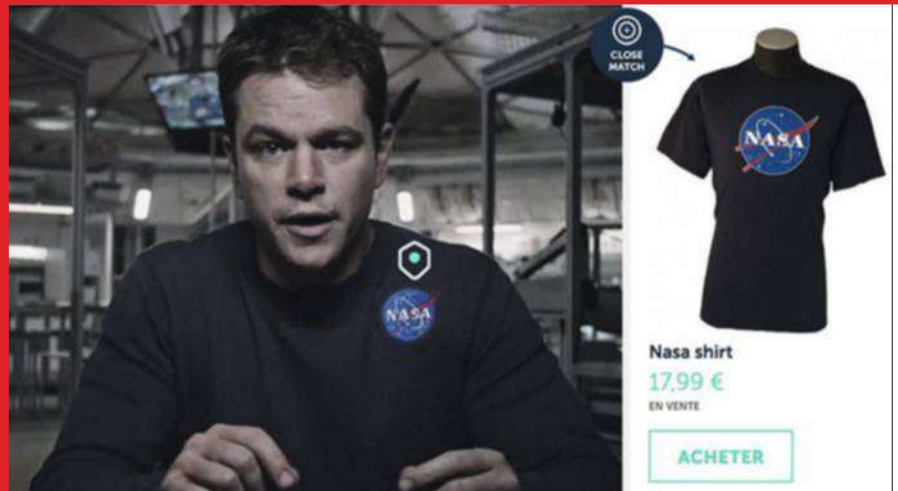 NASA
CLOSE
MATCH
NASA
Nasa shirt
17,99 €
EN VENTE
ACHETER